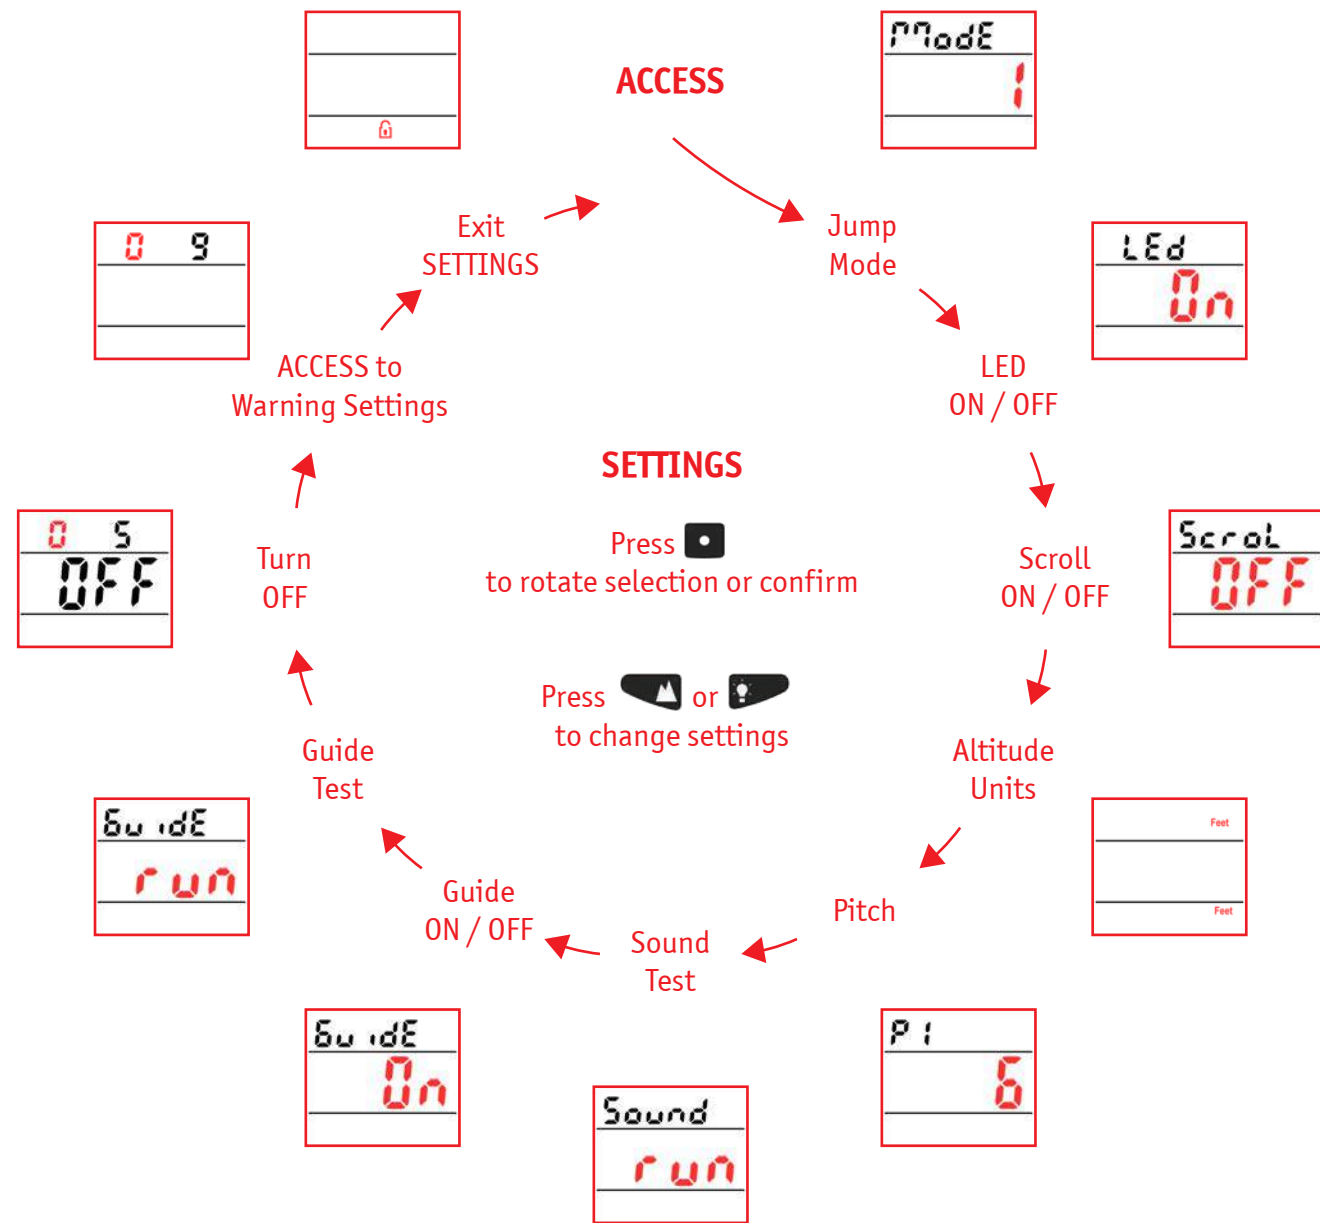 ACCESS
ModE
1
Jump
Mode
LEd
On
LED
ON / OFF
Scrol
OFF
Scroll
ON / OFF
Altitude
Units
Feet
Feet
Pitch
P1
6
Sound
Test
Sound
run
Guide
ON / OFF
GuidE
On
Guide
Test
GuidE
run
Turn
OFF
0 5
OFF
ACCESS to
Warning Settings
0 9
Exit
SETTINGS
SETTINGS
Press
to rotate selection or confirm
Press or
to change settings